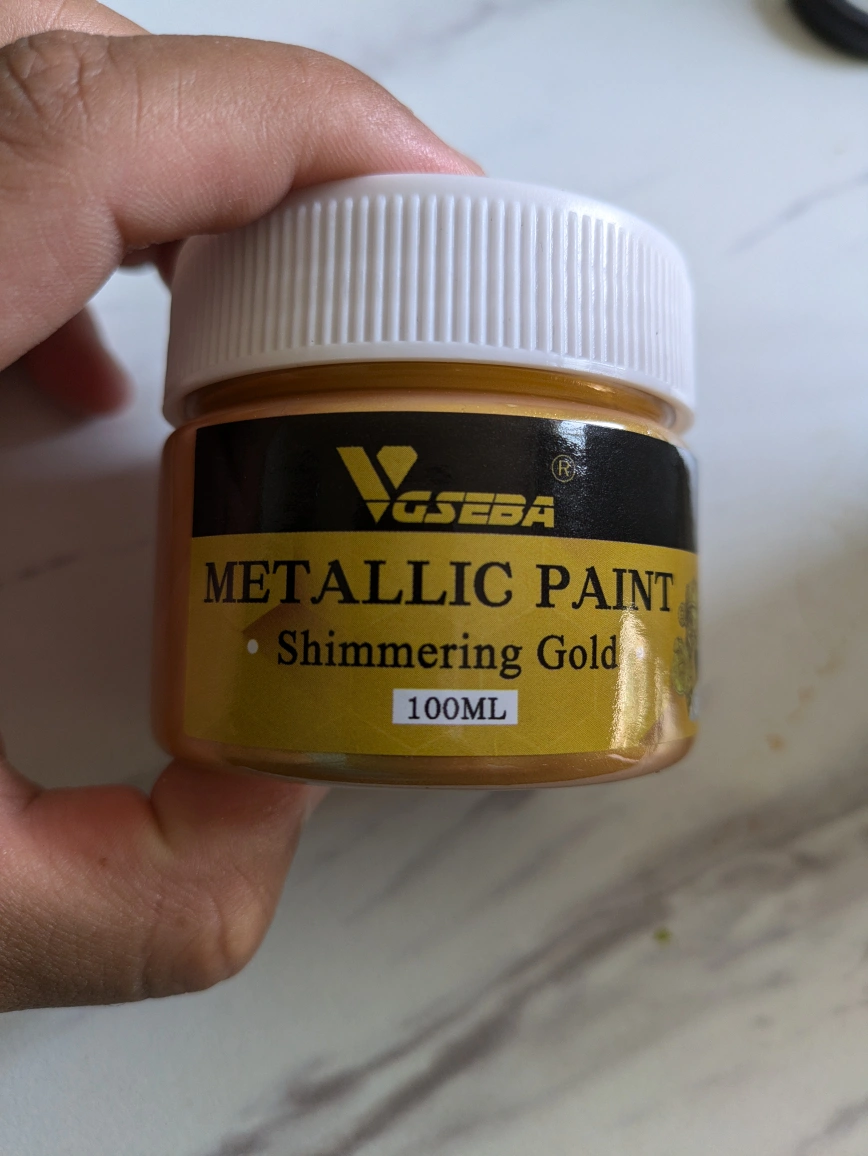 VGSEBA ®
METALLIC PAINT
• Shimmering Gold •
100ML